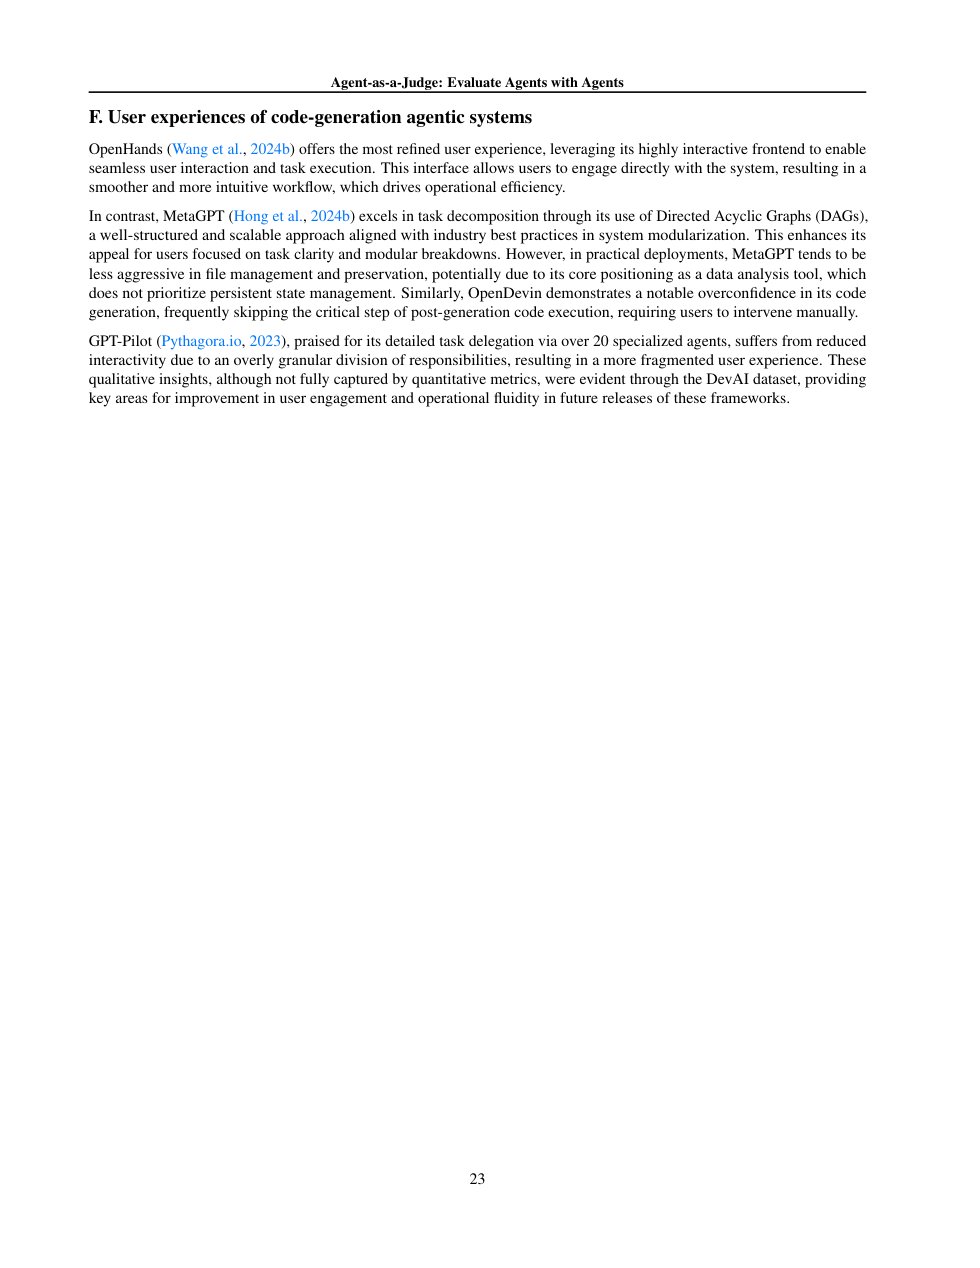 Agent-as-a-Judge: Evaluate Agents with Agents
F. User experiences of code-generation agentic systems
OpenHands (Wang et al., 2024b) offers the most refined user experience, leveraging its highly interactive frontend to enable
seamless user interaction and task execution. This interface allows users to engage directly with the system, resulting in a
smoother and more intuitive workflow, which drives operational efficiency.
In contrast, MetaGPT (Hong et al., 2024b) excels in task decomposition through its use of Directed Acyclic Graphs (DAGs),
a well-structured and scalable approach aligned with industry best practices in system modularization. This enhances its
appeal for users focused on task clarity and modular breakdowns. However, in practical deployments, MetaGPT tends to be
less aggressive in file management and preservation, potentially due to its core positioning as a data analysis tool, which
does not prioritize persistent state management. Similarly, OpenDevin demonstrates a notable overconfidence in its code
generation, frequently skipping the critical step of post-generation code execution, requiring users to intervene manually.
GPT-Pilot (Pythagora.io, 2023), praised for its detailed task delegation via over 20 specialized agents, suffers from reduced
interactivity due to an overly granular division of responsibilities, resulting in a more fragmented user experience. These
qualitative insights, although not fully captured by quantitative metrics, were evident through the DevAI dataset, providing
key areas for improvement in user engagement and operational fluidity in future releases of these frameworks.
23